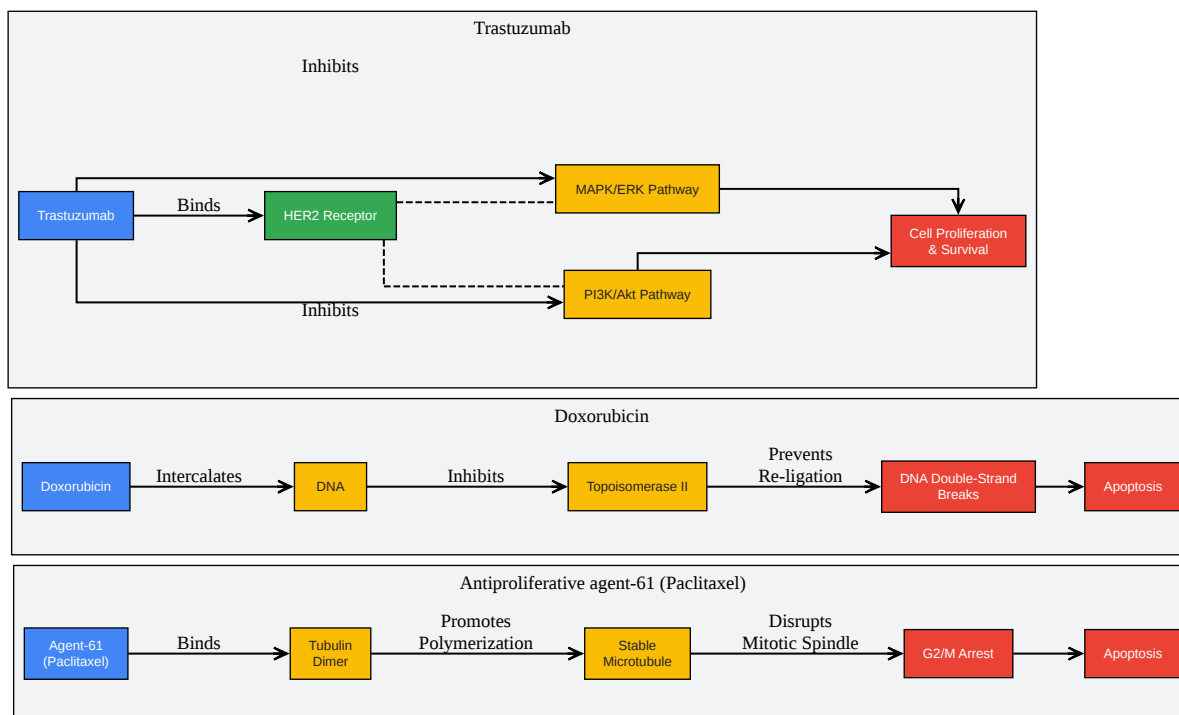 Trastuzumab
Inhibits
MAPK/ERK Pathway
Trastuzumab
Binds
HER2 Receptor
Cell Proliferation
& Survival
PI3K/Akt Pathway
Inhibits
Doxorubicin
Doxorubicin
Intercalates
DNA
Inhibits
Topoisomerase II
Prevents
Re-ligation
DNA Double-Strand
Breaks
Apoptosis
Antiproliferative agent-61 (Paclitaxel)
Agent-61
(Paclitaxel)
Binds
Tubulin
Dimer
Promotes
Polymerization
Stable
Microtubule
Disrupts
Mitotic Spindle
G2/M Arrest
Apoptosis